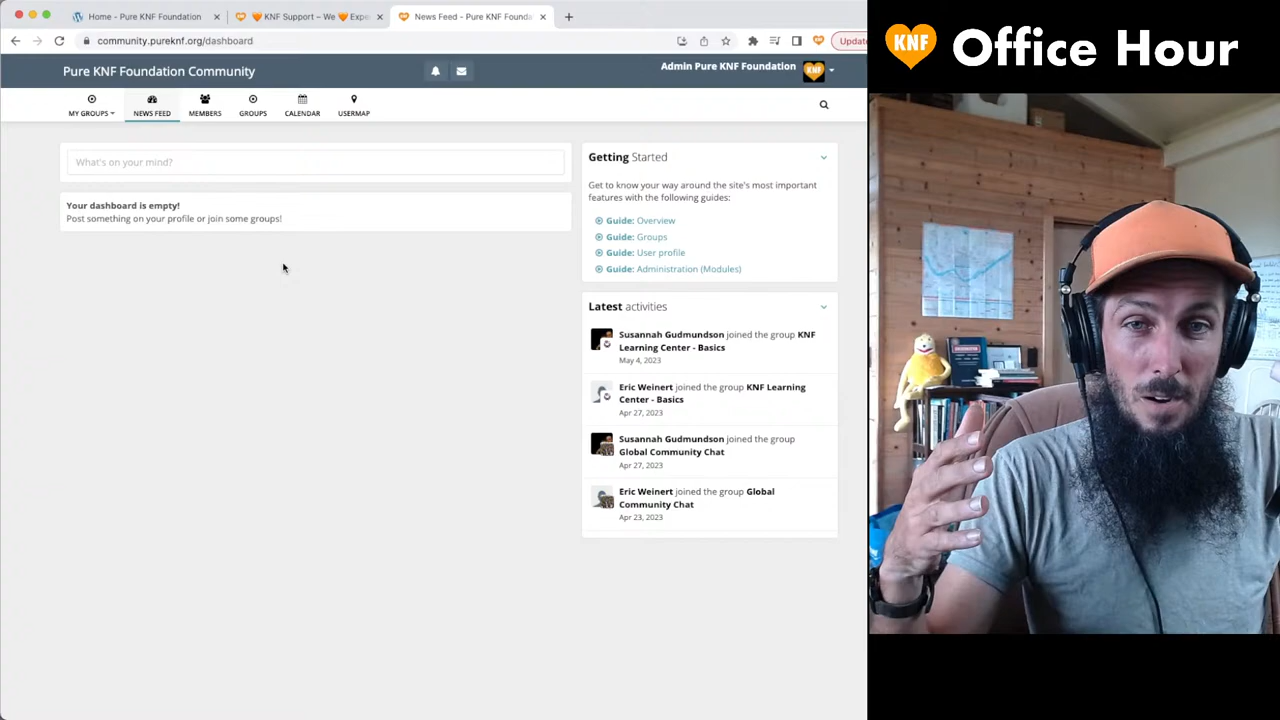 Home - Pure KNF Foundation
🧡 KNF Support – We 🧡 Expe
News Feed - Pure KNF Founda
community.pureknf.org/dashboard
Update
Pure KNF Foundation Community
Admin Pure KNF Foundation
KNF
MY GROUPS
NEWS FEED
MEMBERS
GROUPS
CALENDAR
USERMAP
What's on your mind?
Your dashboard is empty!
Post something on your profile or join some groups!
Getting Started
Get to know your way around the site's most important
features with the following guides:
Guide: Overview
Guide: Groups
Guide: User profile
Guide: Administration (Modules)
Latest activities
Susannah Gudmundson joined the group KNF
Learning Center - Basics
May 4, 2023
Eric Weinert joined the group KNF Learning
Center - Basics
Apr 27, 2023
Susannah Gudmundson joined the group
Global Community Chat
Apr 27, 2023
Eric Weinert joined the group Global
Community Chat
Apr 23, 2023
KNF Office Hour